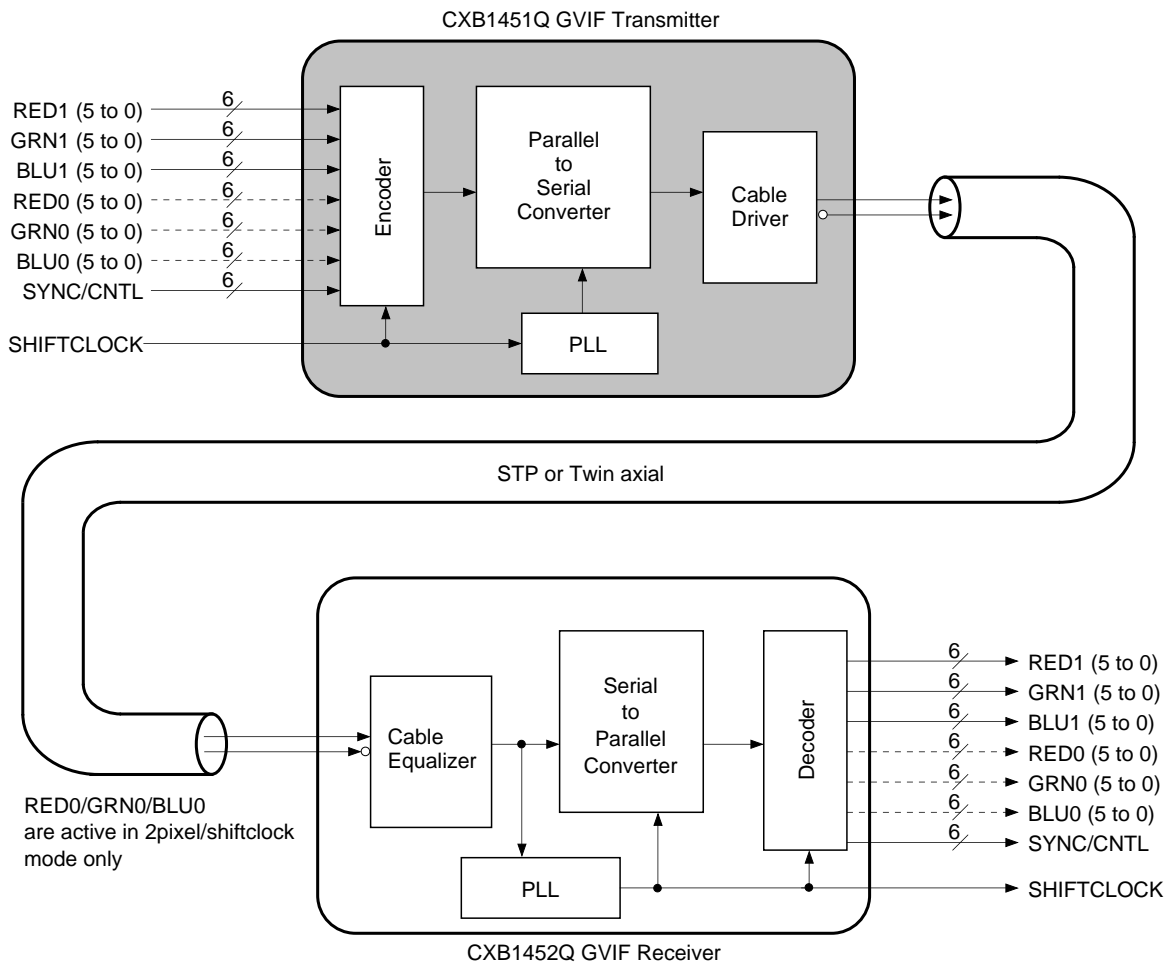 CXB1451Q GVIF Transmitter
RED1 (5 to 0)
6
GRN1 (5 to 0)
6
BLU1 (5 to 0)
6
RED0 (5 to 0)
6
GRN0 (5 to 0)
6
BLU0 (5 to 0)
6
SYNC/CNTL
6
SHIFTCLOCK
Encoder
Parallel
to
Serial
Converter
Cable
Driver
PLL
STP or Twin axial
RED0/GRN0/BLU0
are active in 2pixel/shiftclock
mode only
Cable
Equalizer
Serial
to
Parallel
Converter
Decoder
PLL
6
RED1 (5 to 0)
6
GRN1 (5 to 0)
6
BLU1 (5 to 0)
6
RED0 (5 to 0)
6
GRN0 (5 to 0)
6
BLU0 (5 to 0)
6
SYNC/CNTL
SHIFTCLOCK
CXB1452Q GVIF Receiver